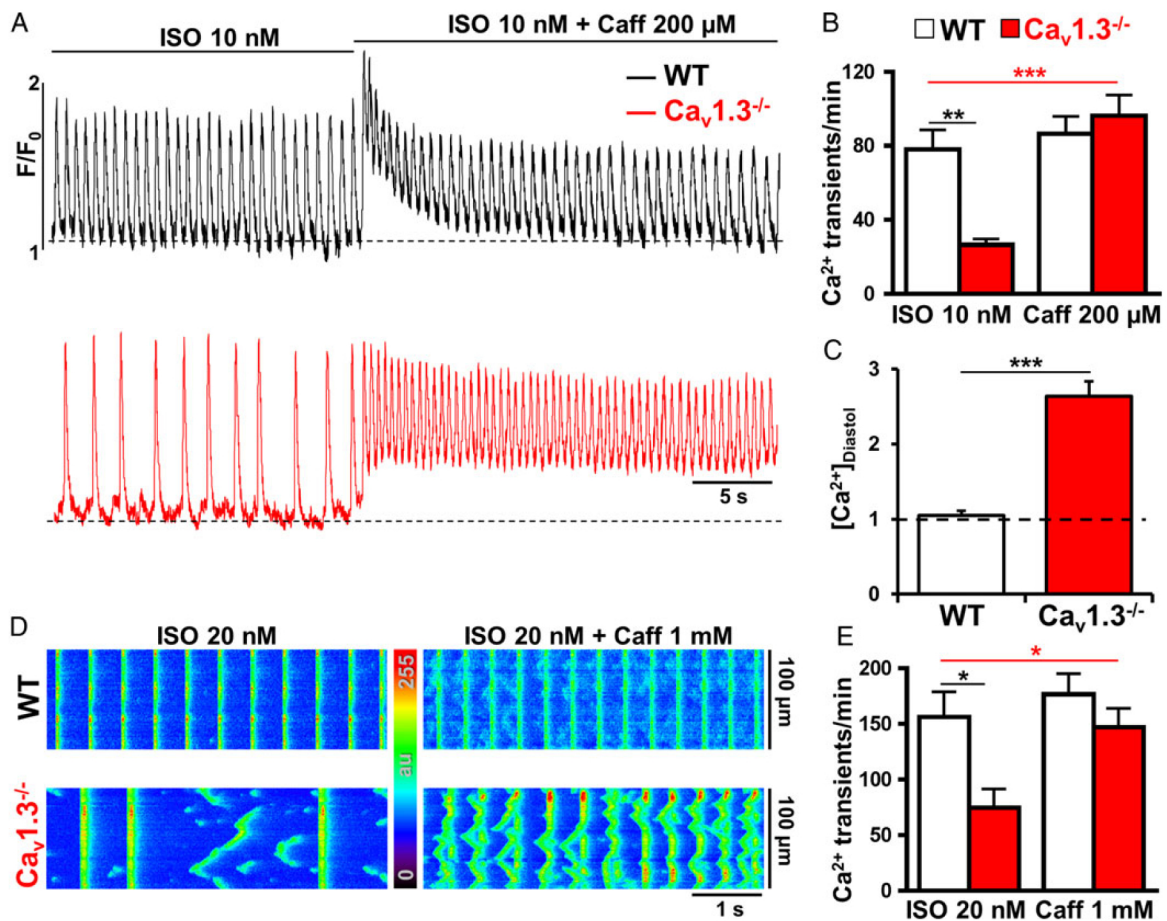 A
ISO 10 nM
ISO 10 nM + Caff 200 µM
2
F/F0
1
WT
Cav1.3-/-
5 s
B
WT
Cav1.3-/-
Ca2+ transients/min
120
80
40
0
***
**
ISO 10 nM
Caff 200 µM
C
[Ca2+]Diastol
3
2
1
0
***
WT
Cav1.3-/-
D
ISO 20 nM
ISO 20 nM + Caff 1 mM
WT
Cav1.3-/-
255
au
0
100 µm
100 µm
1 s
E
Ca2+ transients/min
200
150
100
50
0
*
*
ISO 20 nM
Caff 1 mM